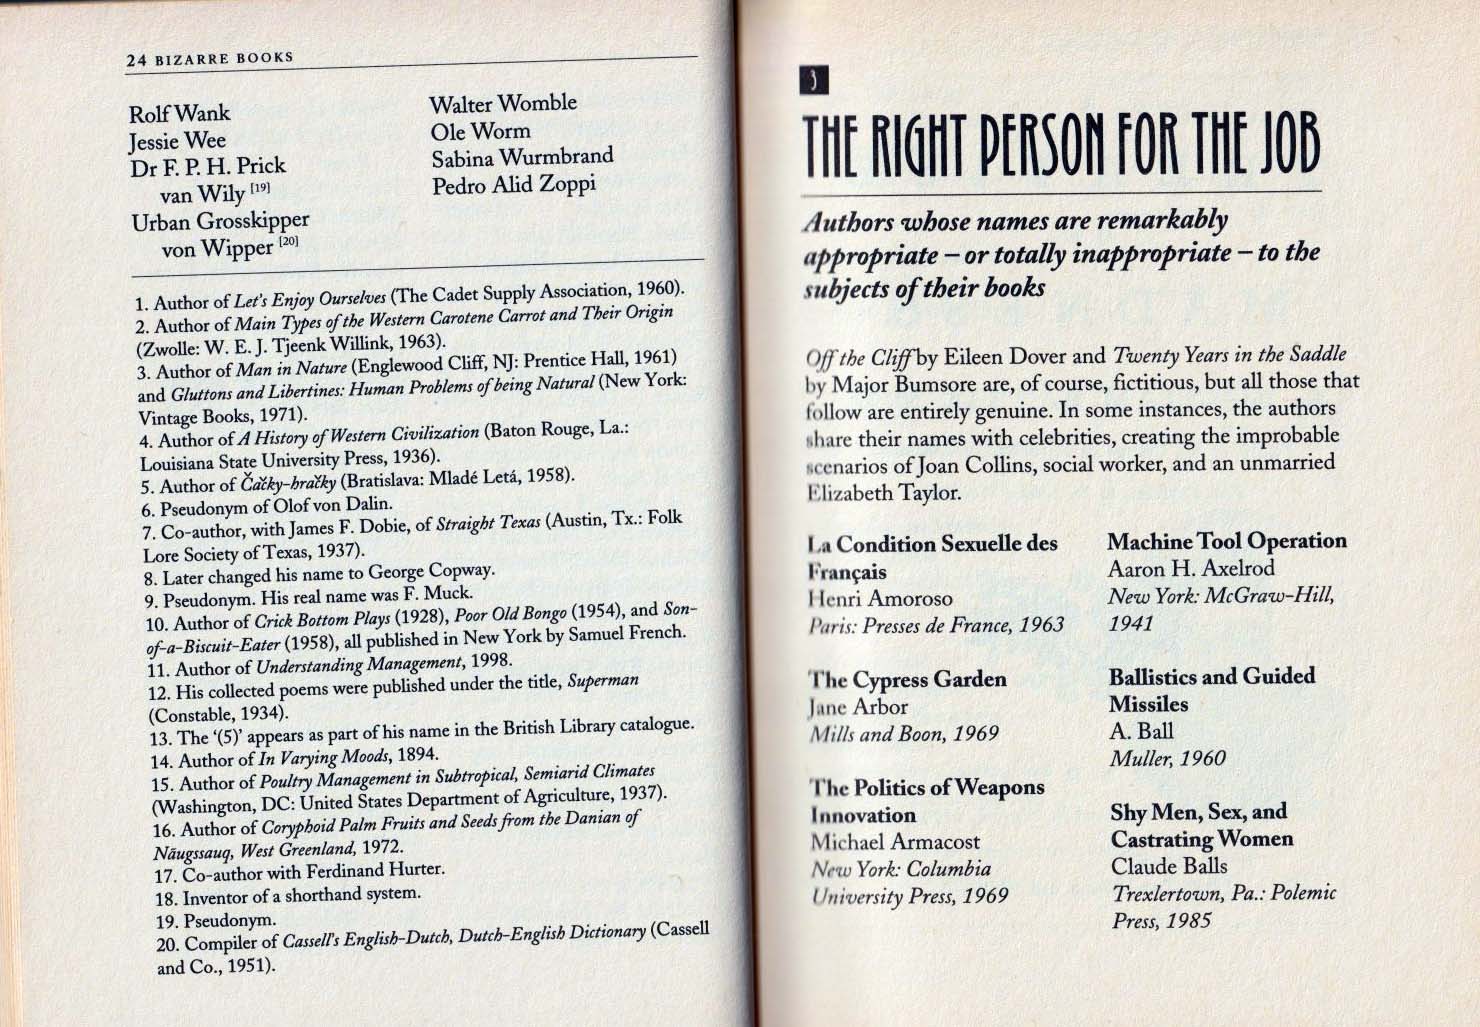 24 BIZARRE BOOKS
Rolf Wank
Jessie Wee
Dr F. P. H. Prick
van Wily [19]
Urban Grosskipper
von Wipper [20]
Walter Womble
Ole Worm
Sabina Wurmbrand
Pedro Alid Zoppi
1. Author of Let's Enjoy Ourselves (The Cadet Supply Association, 1960).
2. Author of Main Types of the Western Carotene Carrot and Their Origin
(Zwolle: W. E. J. Tjeenk Willink, 1963).
3. Author of Man in Nature (Englewood Cliff, NJ: Prentice Hall, 1961)
and Gluttons and Libertines: Human Problems of being Natural (New York:
Vintage Books, 1971).
4. Author of A History of Western Civilization (Baton Rouge, La.:
Louisiana State University Press, 1936).
5. Author of Čačky-hračky (Bratislava: Mladé Letá, 1958).
6. Pseudonym of Olof von Dalin.
7. Co-author, with James F. Dobie, of Straight Texas (Austin, Tx.: Folk
Lore Society of Texas, 1937).
8. Later changed his name to George Copway.
9. Pseudonym. His real name was F. Muck.
10. Author of Crick Bottom Plays (1928), Poor Old Bongo (1954), and Son-
of-a-Biscuit-Eater (1958), all published in New York by Samuel French.
11. Author of Understanding Management, 1998.
12. His collected poems were published under the title, Superman
(Constable, 1934).
13. The '(5)' appears as part of his name in the British Library catalogue.
14. Author of In Varying Moods, 1894.
15. Author of Poultry Management in Subtropical, Semiarid Climates
(Washington, DC: United States Department of Agriculture, 1937).
16. Author of Coryphoid Palm Fruits and Seeds from the Danian of
Nãugssauq, West Greenland, 1972.
17. Co-author with Ferdinand Hurter.
18. Inventor of a shorthand system.
19. Pseudonym.
20. Compiler of Cassell's English-Dutch, Dutch-English Dictionary (Cassell
and Co., 1951).
3
THE RIGHT PERSON FOR THE JOB
Authors whose names are remarkably
appropriate – or totally inappropriate – to the
subjects of their books
Off the Cliff by Eileen Dover and Twenty Years in the Saddle
by Major Bumsore are, of course, fictitious, but all those that
follow are entirely genuine. In some instances, the authors
share their names with celebrities, creating the improbable
scenarios of Joan Collins, social worker, and an unmarried
Elizabeth Taylor.
La Condition Sexuelle des
Français
Henri Amoroso
Paris: Presses de France, 1963
The Cypress Garden
Jane Arbor
Mills and Boon, 1969
The Politics of Weapons
Innovation
Michael Armacost
New York: Columbia
University Press, 1969
Machine Tool Operation
Aaron H. Axelrod
New York: McGraw-Hill,
1941
Ballistics and Guided
Missiles
A. Ball
Muller, 1960
Shy Men, Sex, and
Castrating Women
Claude Balls
Trexlertown, Pa.: Polemic
Press, 1985